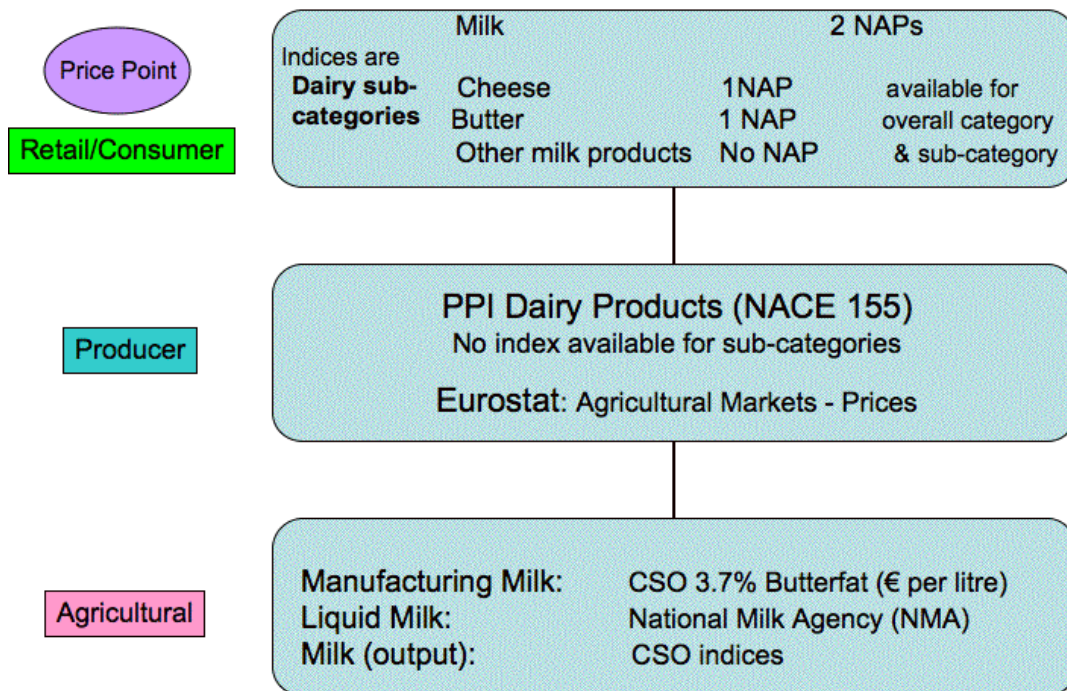 Price Point
Retail/Consumer
Milk 2 NAPs
Indices are
Dairy sub-
categories
Cheese 1NAP available for
Butter 1 NAP overall category
Other milk products No NAP & sub-category
Producer
PPI Dairy Products (NACE 155)
No index available for sub-categories
Eurostat: Agricultural Markets - Prices
Agricultural
Manufacturing Milk: CSO 3.7% Butterfat (€ per litre)
Liquid Milk: National Milk Agency (NMA)
Milk (output): CSO indices